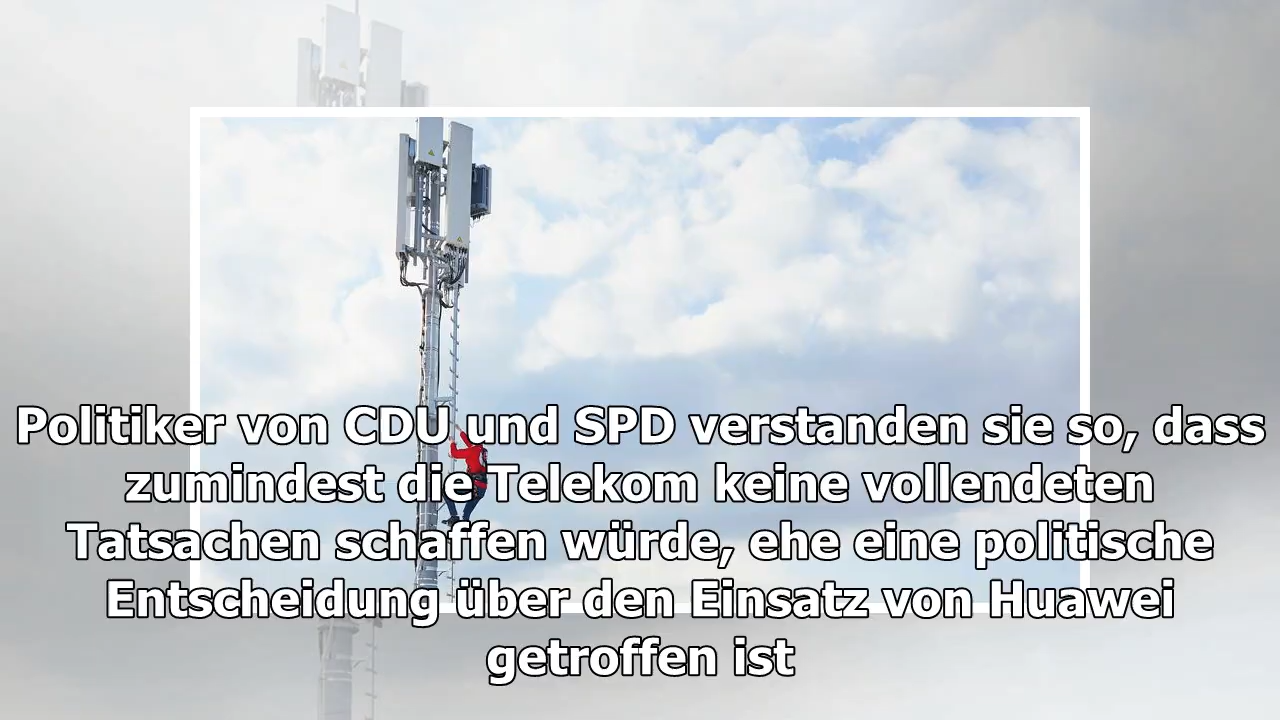 Politiker von CDU und SPD verstanden sie so, dass
zumindest die Telekom keine vollendeten
Tatsachen schaffen würde, ehe eine politische
Entscheidung über den Einsatz von Huawei
getroffen ist